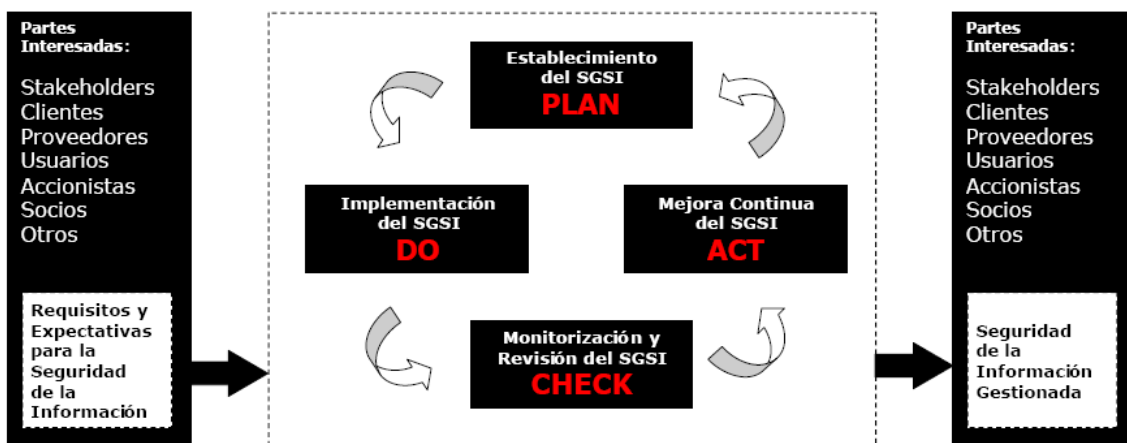 Partes
Interesadas:
Stakeholders
Clientes
Proveedores
Usuarios
Accionistas
Socios
Otros
Requisitos y
Expectativas
para la
Seguridad
de la
Información
Establecimiento
del SGSI
PLAN
Implementación
del SGSI
DO
Mejora Continua
del SGSI
ACT
Monitorización y
Revisión del SGSI
CHECK
Partes
Interesadas:
Stakeholders
Clientes
Proveedores
Usuarios
Accionistas
Socios
Otros
Seguridad
de la
Información
Gestionada